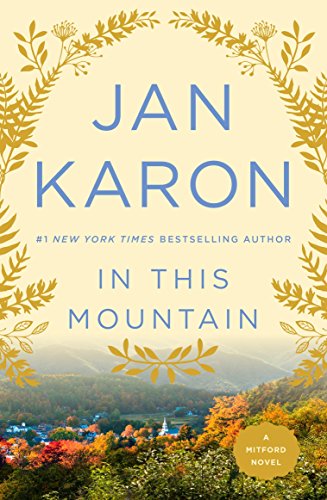 JAN
KARON
#1 NEW YORK TIMES BESTSELLING AUTHOR
IN THIS
MOUNTAIN
A
MITFORD
NOVEL